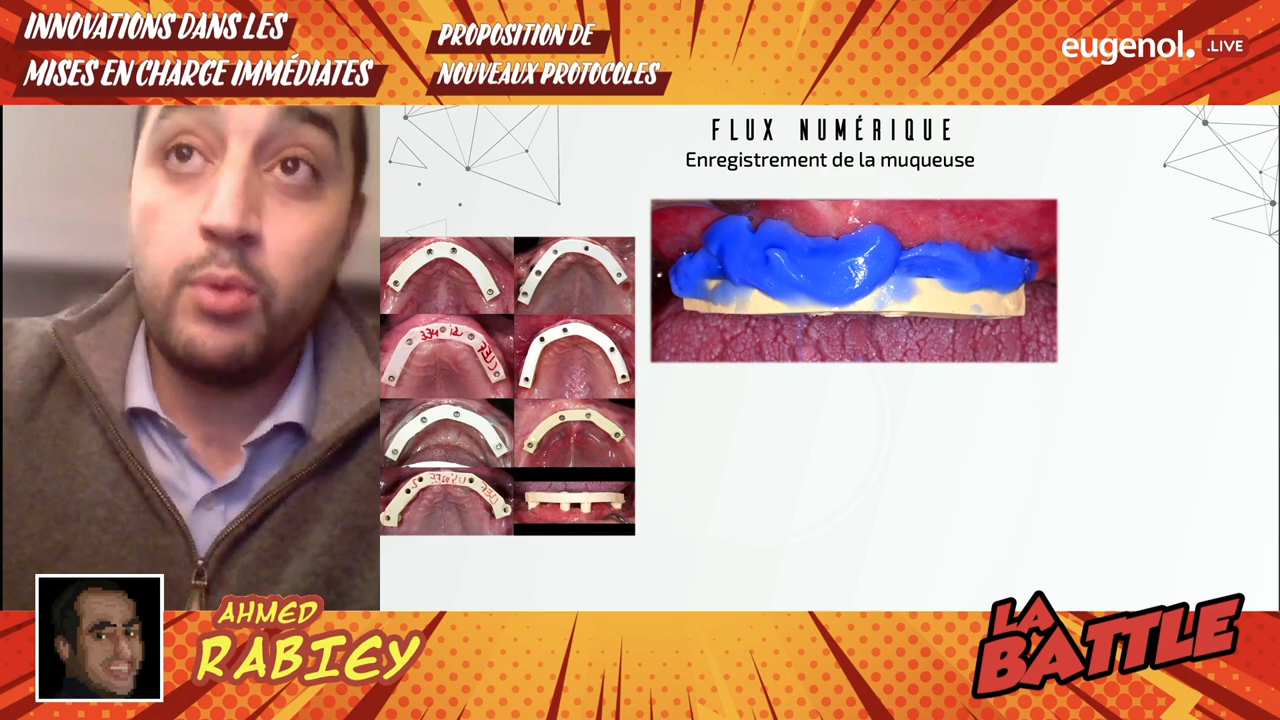 INNOVATIONS DANS LES
MISES EN CHARGE IMMÉDIATES
PROPOSITION DE
NOUVEAUX PROTOCOLES
eugenol. .LIVE
FLUX NUMÉRIQUE
Enregistrement de la muqueuse
AHMED
RABIEY
LA
BATTLE